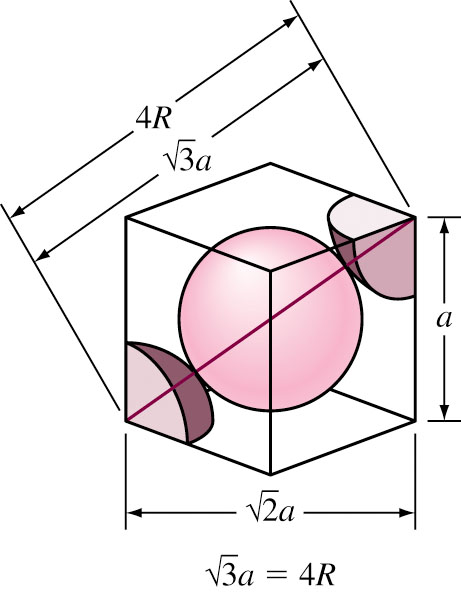 4R
√3a
a
√2a
√3a = 4R